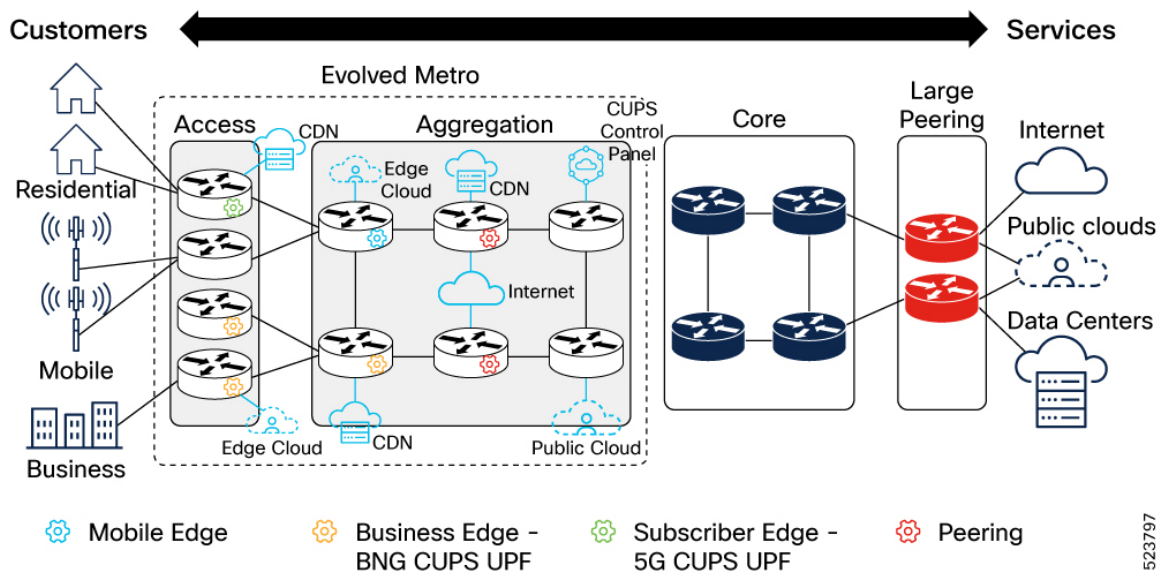 Customers
Services
Evolved Metro
Access
CDN
Aggregation
CUPS
Control
Panel
Core
Large
Peering
Internet
Residential
Edge
Cloud
CDN
Public clouds
Internet
Mobile
Data Centers
Business
Edge Cloud
CDN
Public Cloud
Mobile Edge
Business Edge -
BNG CUPS UPF
Subscriber Edge -
5G CUPS UPF
Peering
523797